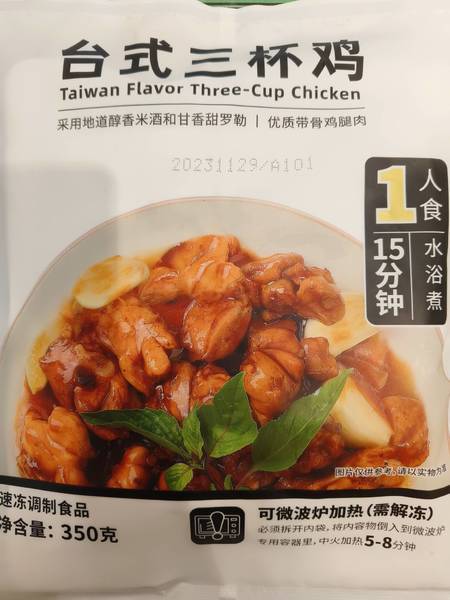 台式三杯鸡
Taiwan Flavor Three-Cup Chicken
采用地道醇香米酒和甘香甜罗勒 | 优质带骨鸡腿肉
20231129/A101
1人食
15分钟 水浴煮
图片仅供参考,请以实物为准
速冻调制食品
净含量: 350克
可微波炉加热(需解冻)
必须拆开内袋, 将内容物倒入到微波炉
专用容器里, 中火加热5-8分钟